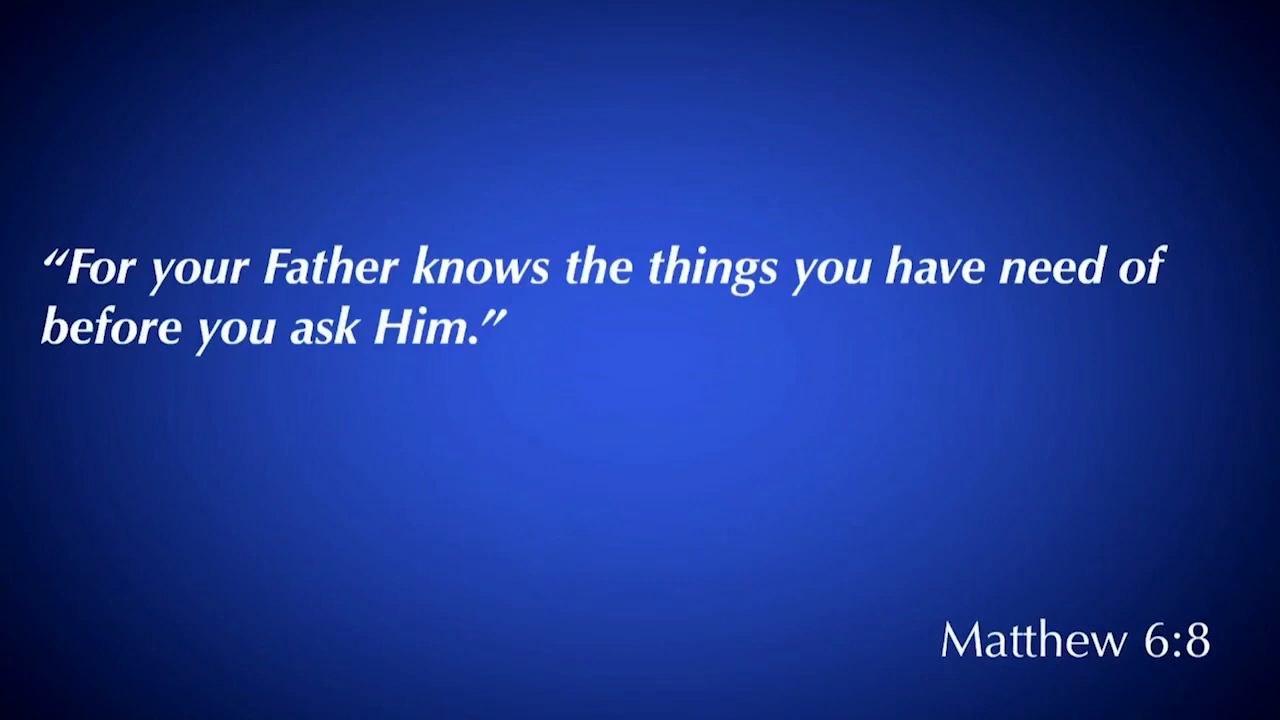 “For your Father knows the things you have need of
before you ask Him.”
Matthew 6:8